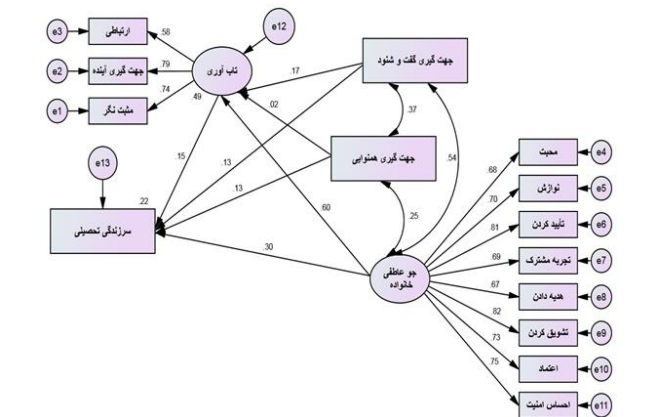 e12
e3
ارتباطی
.58
e2
جهت گیری آینده
.79
تاب آوری
e1
مثبت نگر
.74
.49
جهت گیری گفت و شنود
.17
.02
.37
جهت گیری همنوایی
.54
.25
e13
.15
.13
.13
.22
سرزندگی تحصیلی
.60
.30
جو عاطفی
خانواده
محبت
e4
.68
نوازش
e5
.70
تأیید کردن
e6
.81
تجربه مشترک
e7
.69
هدیه دادن
e8
.67
تشویق کردن
e9
.82
اعتماد
e10
.73
احساس امنیت
e11
.75